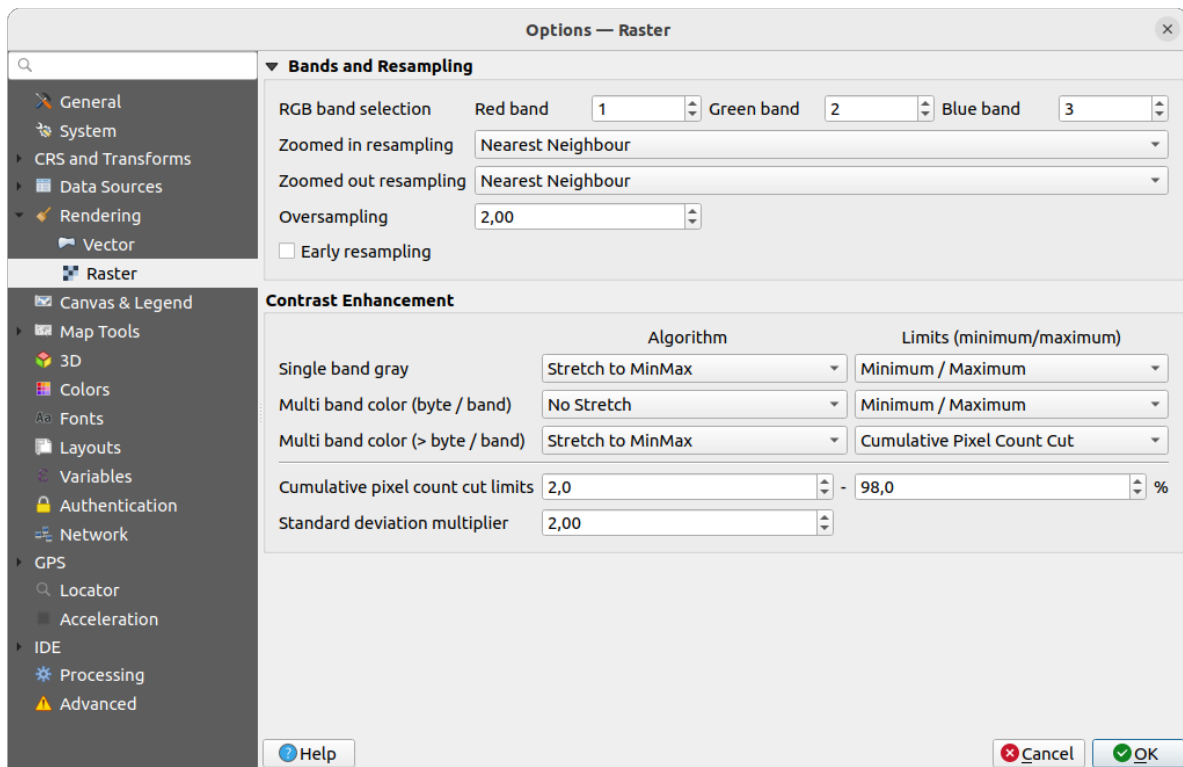 Options — Raster
General
System
CRS and Transforms
Data Sources
Rendering
Vector
Raster
Canvas & Legend
Map Tools
3D
Colors
Fonts
Layouts
Variables
Authentication
Network
GPS
Locator
Acceleration
IDE
Processing
Advanced
Bands and Resampling
RGB band selection Red band 1 Green band 2 Blue band 3
Zoomed in resampling Nearest Neighbour
Zoomed out resampling Nearest Neighbour
Oversampling 2,00
Early resampling
Contrast Enhancement
Algorithm Limits (minimum/maximum)
Single band gray Stretch to MinMax Minimum / Maximum
Multi band color (byte / band) No Stretch Minimum / Maximum
Multi band color (> byte / band) Stretch to MinMax Cumulative Pixel Count Cut
Cumulative pixel count cut limits 2,0 - 98,0 %
Standard deviation multiplier 2,00
Help Cancel OK